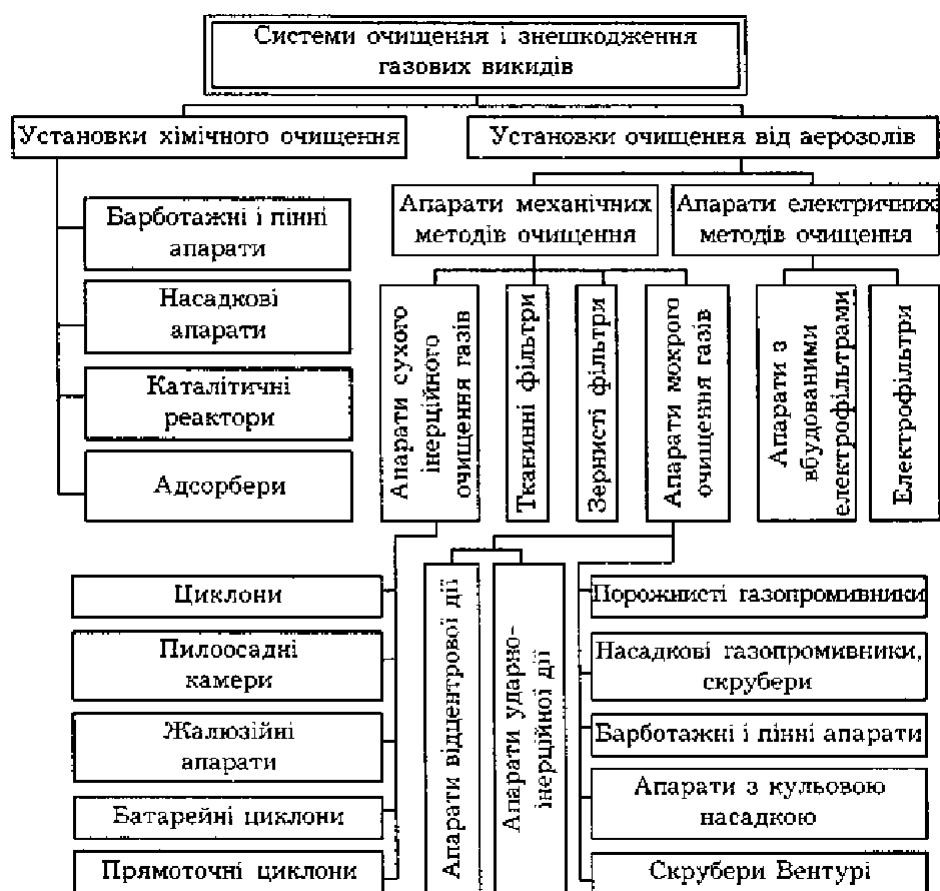 Системи очищення і знешкодження
газових викидів
Установки хімічного очищення
Установки очищення від аерозолів
Барботажні і пінні
апарати
Насадкові
апарати
Каталітичні
реактори
Адсорбери
Апарати механічних
методів очищення
Апарати електричних
методів очищення
Апарати сухого
інерційного
очищення газів
Тканинні фільтри
Зернисті фільтри
Апарати мокрого
очищення газів
Апарати з
вбудованими
електрофільтрами
Електрофільтри
Циклони
Пилоосадні
камери
Жалюзійні
апарати
Батарейні циклони
Прямоточні циклони
Апарати відцентрової дії
Апарати ударно-
інерційної дії
Порожнисті газопромивники
Насадкові газопромивники,
скрубери
Барботажні і пінні апарати
Апарати з кульовою
насадкою
Скрубери Вентурі